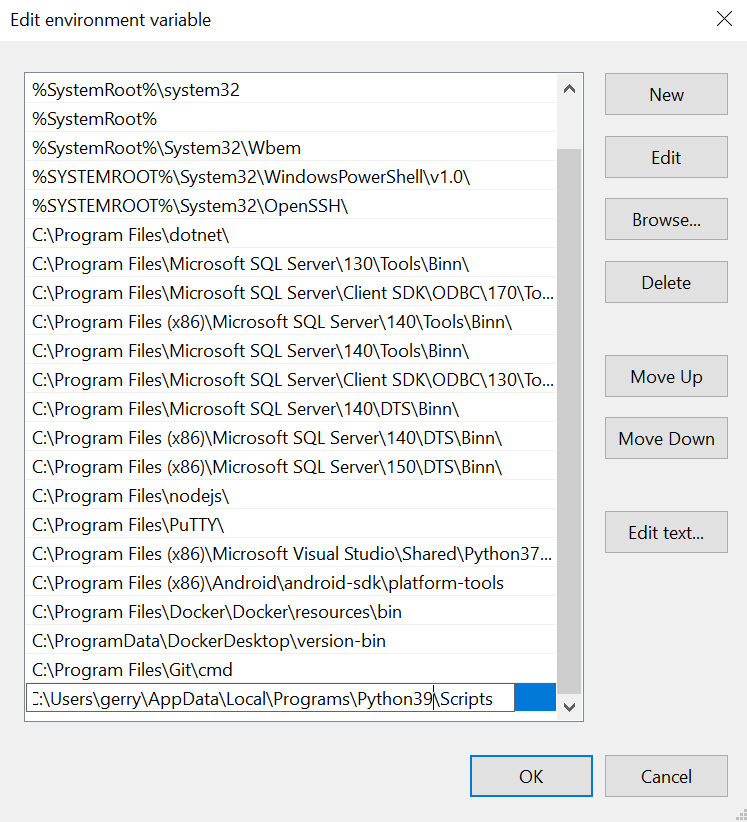 Edit environment variable
%SystemRoot%\system32
%SystemRoot%
%SystemRoot%\System32\Wbem
%SYSTEMROOT%\System32\WindowsPowerShell\v1.0\
%SYSTEMROOT%\System32\OpenSSH\
C:\Program Files\dotnet\
C:\Program Files\Microsoft SQL Server\130\Tools\Binn\
C:\Program Files\Microsoft SQL Server\Client SDK\ODBC\170\To...
C:\Program Files (x86)\Microsoft SQL Server\140\Tools\Binn\
C:\Program Files\Microsoft SQL Server\140\Tools\Binn\
C:\Program Files\Microsoft SQL Server\Client SDK\ODBC\130\To...
C:\Program Files\Microsoft SQL Server\140\DTS\Binn\
C:\Program Files (x86)\Microsoft SQL Server\140\DTS\Binn\
C:\Program Files (x86)\Microsoft SQL Server\150\DTS\Binn\
C:\Program Files\nodejs\
C:\Program Files\PuTTY\
C:\Program Files (x86)\Microsoft Visual Studio\Shared\Python37...
C:\Program Files (x86)\Android\android-sdk\platform-tools
C:\Program Files\Docker\Docker\resources\bin
C:\ProgramData\DockerDesktop\version-bin
C:\Program Files\Git\cmd
C:\Users\gerry\AppData\Local\Programs\Python39\Scripts
New
Edit
Browse...
Delete
Move Up
Move Down
Edit text...
OK
Cancel